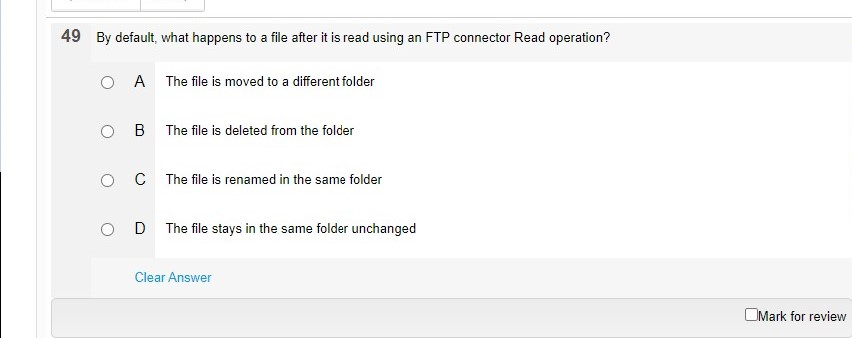 49 By default, what happens to a file after it is read using an FTP connector Read operation?
A The file is moved to a different folder
B The file is deleted from the folder
C The file is renamed in the same folder
D The file stays in the same folder unchanged
Clear Answer
Mark for review